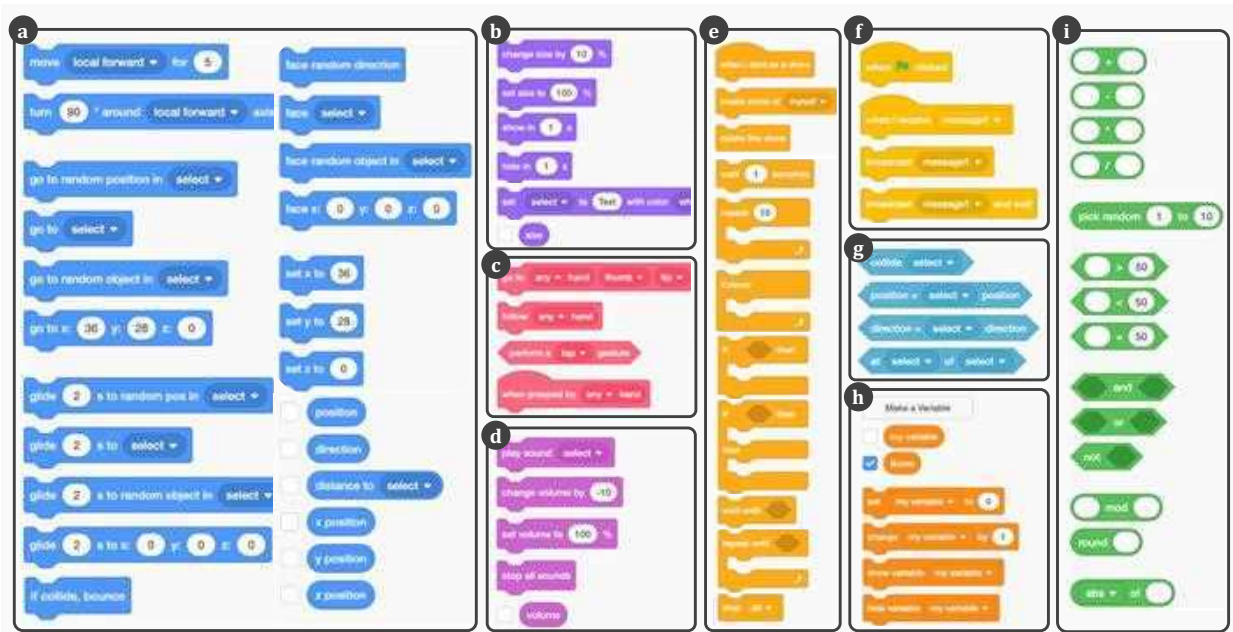 a
move local forward for 5
turn 90 ° around local forward axis
go to random position in select
go to select
go to random object in select
go to x: 36 y: 28 z: 0
glide 2 s to random pos in select
glide 2 s to select
glide 2 s to random object in select
glide 2 s to x: 0 y: 0 z: 0
if collide, bounce
face random direction
face select
face random object in select
face x: 0 y: 0 z: 0
set x to 36
set y to 28
set z to 0
position
direction
distance to select
x position
y position
z position
b
change size by 10 %
set size to 100 %
show in 1 s
hide in 1 s
set select to Text with color
size
c
go to any hand thumb tip
follow any hand
perform a tap gesture
when grasped by any hand
d
play sound select
change volume by -10
set volume to 100 %
stop all sounds
volume
e
when I start as a clone
create clone of myself
delete this clone
wait 1 seconds
repeat 10
forever
if then
if then
else
wait until
repeat until
stop all
f
when clicked
when I receive message1
broadcast message1
broadcast message1 and wait
g
collide select
position = select position
direction = select direction
at select of select
h
Make a Variable
my variable
set my variable to 0
change my variable by 1
show variable my variable
hide variable my variable
i
+
-
*
/
pick random 1 to 10
> 50
< 50
= 50
and
or
not
mod
round
abs of